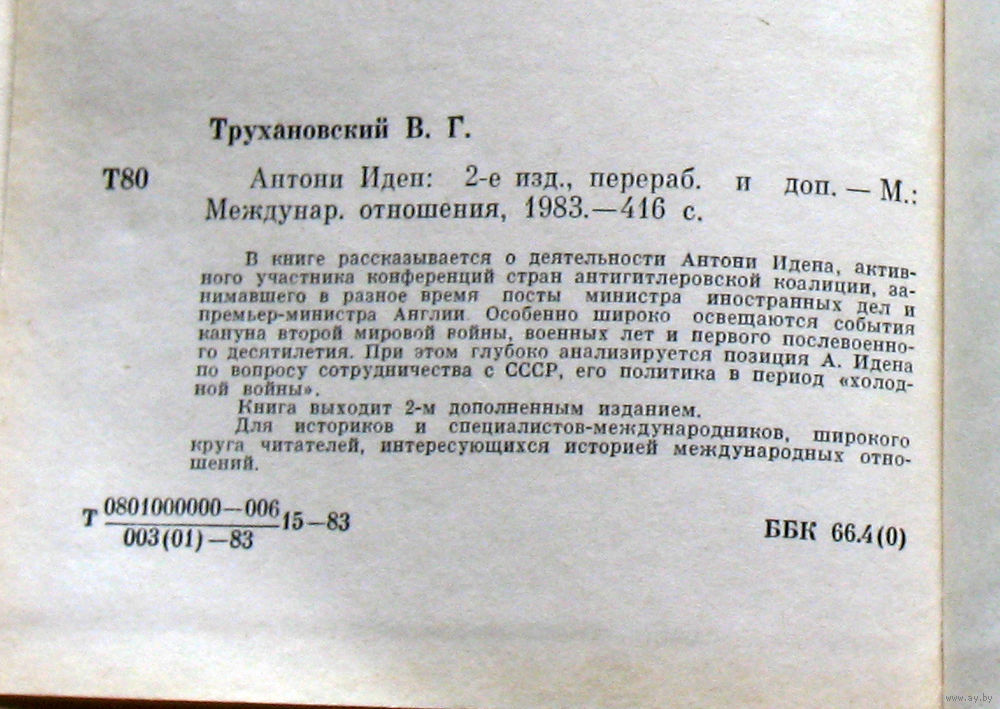 Трухановский В. Г.
Т80 Антони Иден: 2-е изд., перераб. и доп. — М.:
Междунар. отношения, 1983.—416 с.
В книге рассказывается о деятельности Антони Идена, актив-
ного участника конференций стран антигитлеровской коалиции, за-
нимавшего в разное время посты министра иностранных дел и
премьер-министра Англии. Особенно широко освещаются события
кануна второй мировой войны, военных лет и первого послевоенно-
го десятилетия. При этом глубоко анализируется позиция А. Идена
по вопросу сотрудничества с СССР, его политика в период «холод-
ной войны».
Книга выходит 2-м дополненным изданием.
Для историков и специалистов-международников, широкого
круга читателей, интересующихся историей международных отно-
шений.
Т 0801000000—006 15—83
003(01)—83
ББК 66.4(0)
www.ay.by